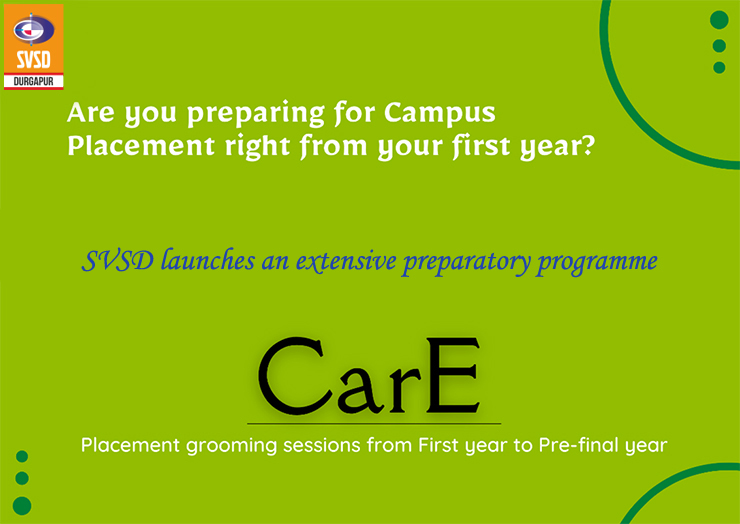 SVSD
DURGAPUR
Are you preparing for Campus
Placement right from your first year?
SVSD launches an extensive preparatory programme
CarE
Placement grooming sessions from First year to Pre-final year